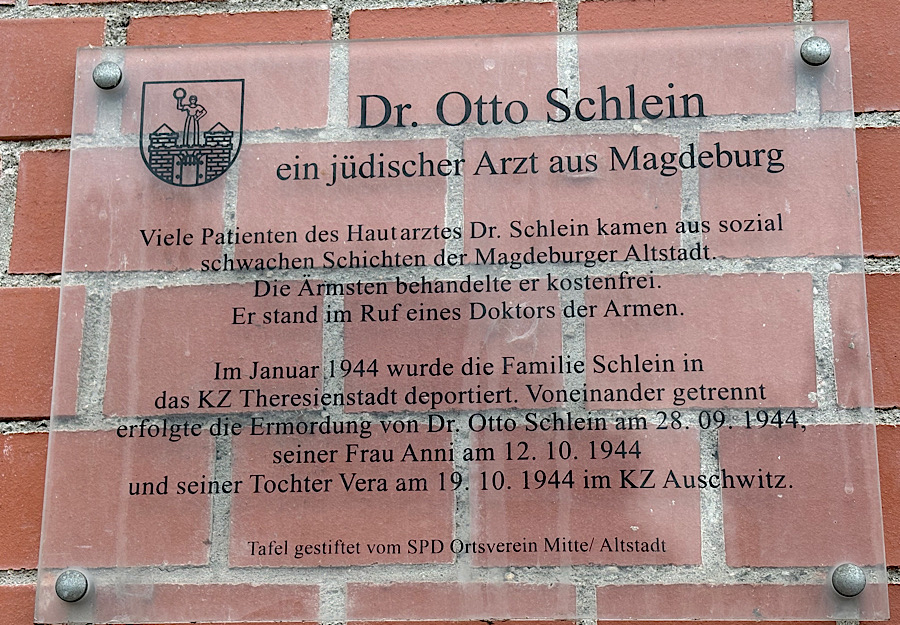 Dr. Otto Schlein
ein jüdischer Arzt aus Magdeburg
Viele Patienten des Hautarztes Dr. Schlein kamen aus sozial
schwachen Schichten der Magdeburger Altstadt.
Die Ärmsten behandelte er kostenfrei.
Er stand im Ruf eines Doktors der Armen.
Im Januar 1944 wurde die Familie Schlein in
das KZ Theresienstadt deportiert. Voneinander getrennt
erfolgte die Ermordung von Dr. Otto Schlein am 28. 09. 1944,
seiner Frau Anni am 12. 10. 1944
und seiner Tochter Vera am 19. 10. 1944 im KZ Auschwitz.
Tafel gestiftet vom SPD Ortsverein Mitte/ Altstadt